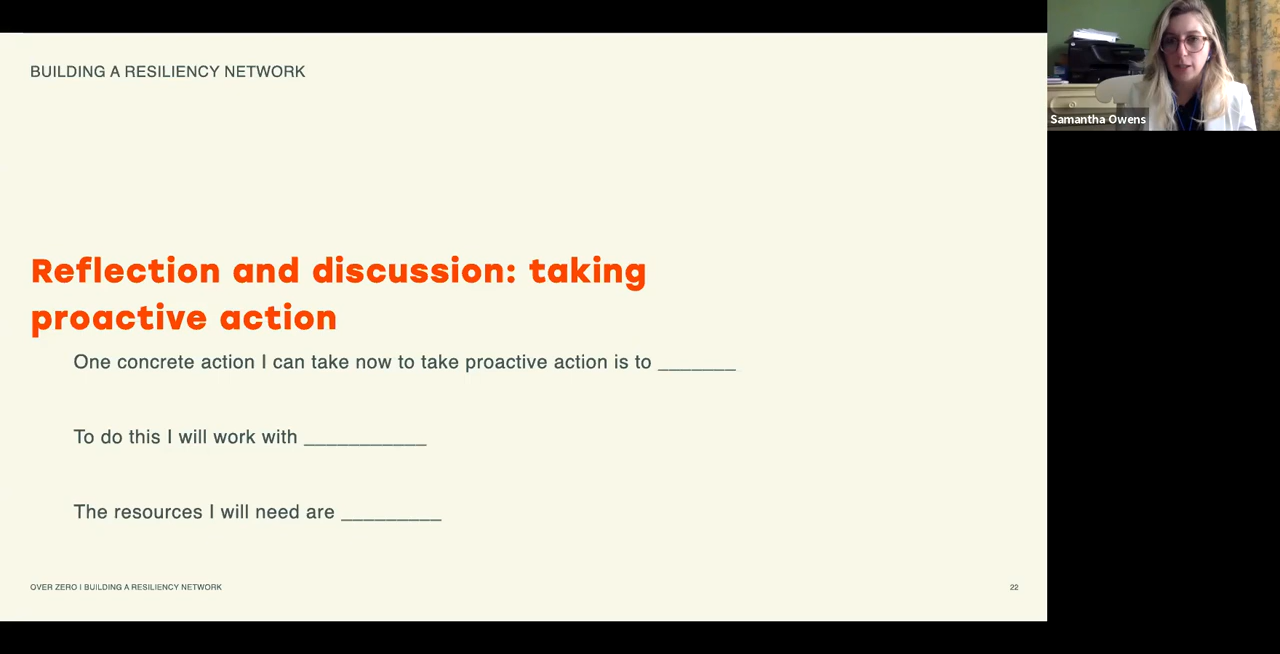 BUILDING A RESILIENCY NETWORK
Samantha Owens
Reflection and discussion: taking
proactive action
One concrete action I can take now to take proactive action is to _______
To do this I will work with ___________
The resources I will need are _________
OVER ZERO I BUILDING A RESILIENCY NETWORK
22